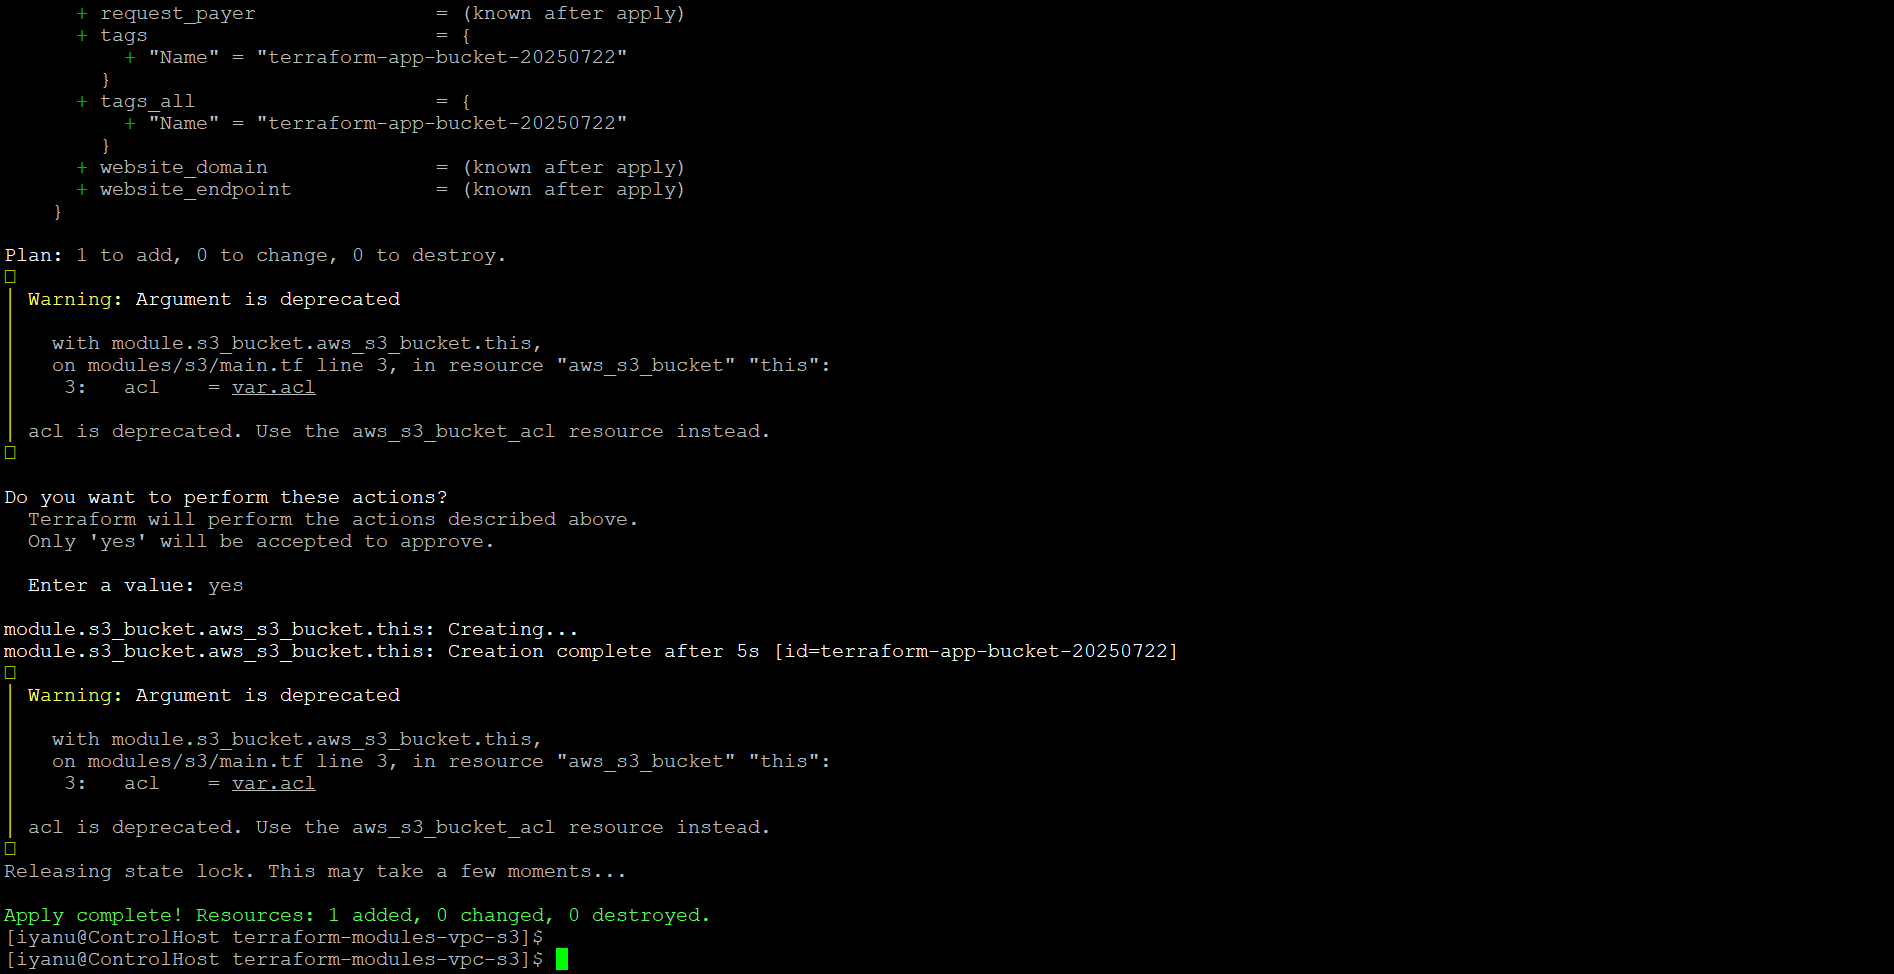 + request_payer = (known after apply)
+ tags = {
+ "Name" = "terraform-app-bucket-20250722"
}
+ tags_all = {
+ "Name" = "terraform-app-bucket-20250722"
}
+ website_domain = (known after apply)
+ website_endpoint = (known after apply)
}
Plan: 1 to add, 0 to change, 0 to destroy.
Warning: Argument is deprecated
with module.s3_bucket.aws_s3_bucket.this,
on modules/s3/main.tf line 3, in resource "aws_s3_bucket" "this":
3: acl = var.acl
acl is deprecated. Use the aws_s3_bucket_acl resource instead.
Do you want to perform these actions?
Terraform will perform the actions described above.
Only 'yes' will be accepted to approve.
Enter a value: yes
module.s3_bucket.aws_s3_bucket.this: Creating...
module.s3_bucket.aws_s3_bucket.this: Creation complete after 5s [id=terraform-app-bucket-20250722]
Warning: Argument is deprecated
with module.s3_bucket.aws_s3_bucket.this,
on modules/s3/main.tf line 3, in resource "aws_s3_bucket" "this":
3: acl = var.acl
acl is deprecated. Use the aws_s3_bucket_acl resource instead.
Releasing state lock. This may take a few moments...
Apply complete! Resources: 1 added, 0 changed, 0 destroyed.
[iyanu@ControlHost terraform-modules-vpc-s3]$
[iyanu@ControlHost terraform-modules-vpc-s3]$